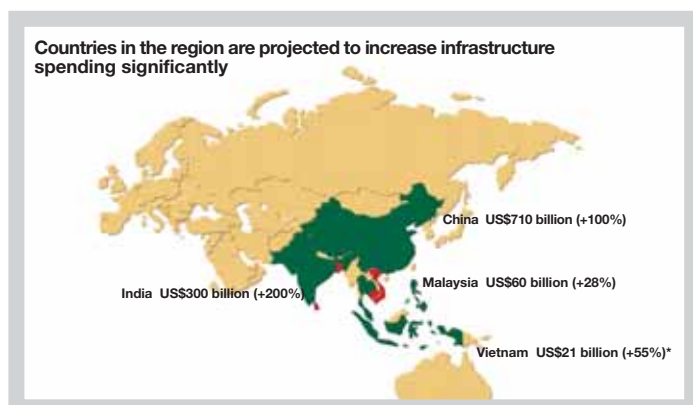 Countries in the region are projected to increase infrastructure
spending significantly
China US$710 billion (+100%)
Malaysia US$60 billion (+28%)
India US$300 billion (+200%)
Vietnam US$21 billion (+55%)*